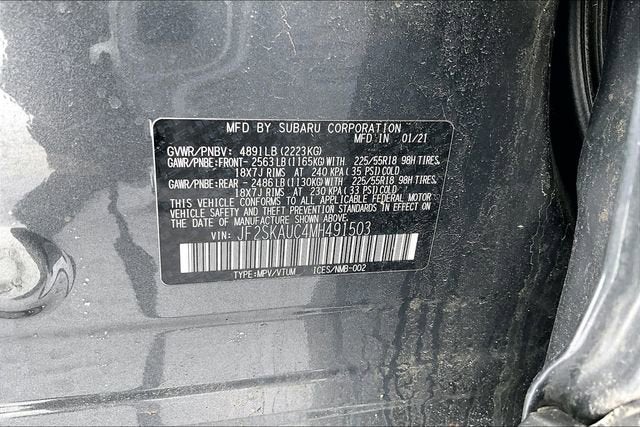 MFD BY SUBARU CORPORATION
MFD IN 01/21
GVWR/PNBV: 4891LB(2223KG)
GAWR/PNBE:FRONT- 2563LB(1165KG)WITH 225/55R18 98H TIRES,
18X7J RIMS AT 240 KPA(35 PSI)COLD
GAWR/PNBE:REAR - 2486LB(1130KG)WITH 225/55R18 98H TIRES,
18X7J RIMS AT 230 KPA(33 PSI)COLD
THIS VEHICLE CONFORMS TO ALL APPLICABLE FEDERAL MOTOR
VEHICLE SAFETY AND THEFT PREVENTION STANDARDS IN EFFECT ON
THE DATE OF MANUFACTURE SHOWN ABOVE.
VIN: JF2SKAUC4MH491503
TYPE:MPV/VTUM ICES/NMB-002